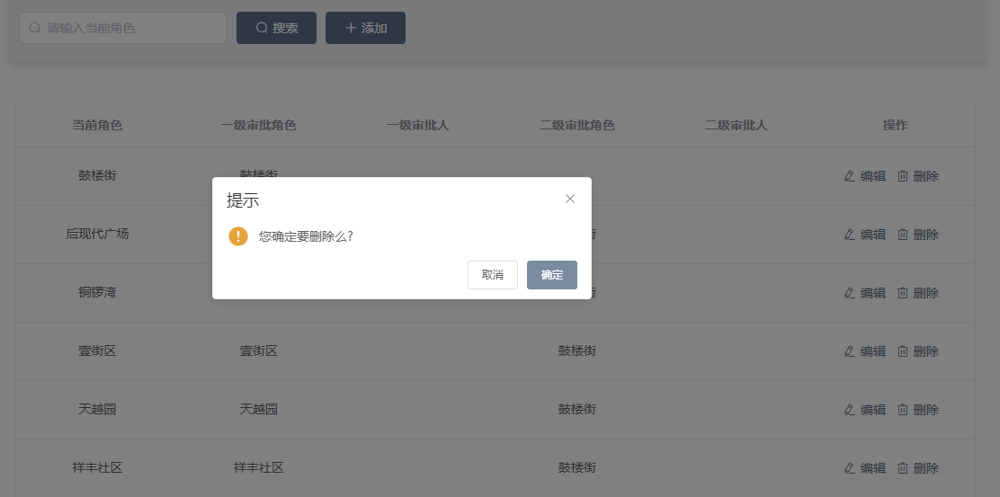 请输入当前角色 搜索 添加
当前角色 一级审批角色 一级审批人 二级审批角色 二级审批人 操作
鼓楼街 鼓楼街 编辑 删除
提示
后现代广场 街 编辑 删除
您确定要删除么?
取消 确定
铜锣湾 街 编辑 删除
壹街区 壹街区 鼓楼街 编辑 删除
天越园 天越园 鼓楼街 编辑 删除
祥丰社区 祥丰社区 鼓楼街 编辑 删除